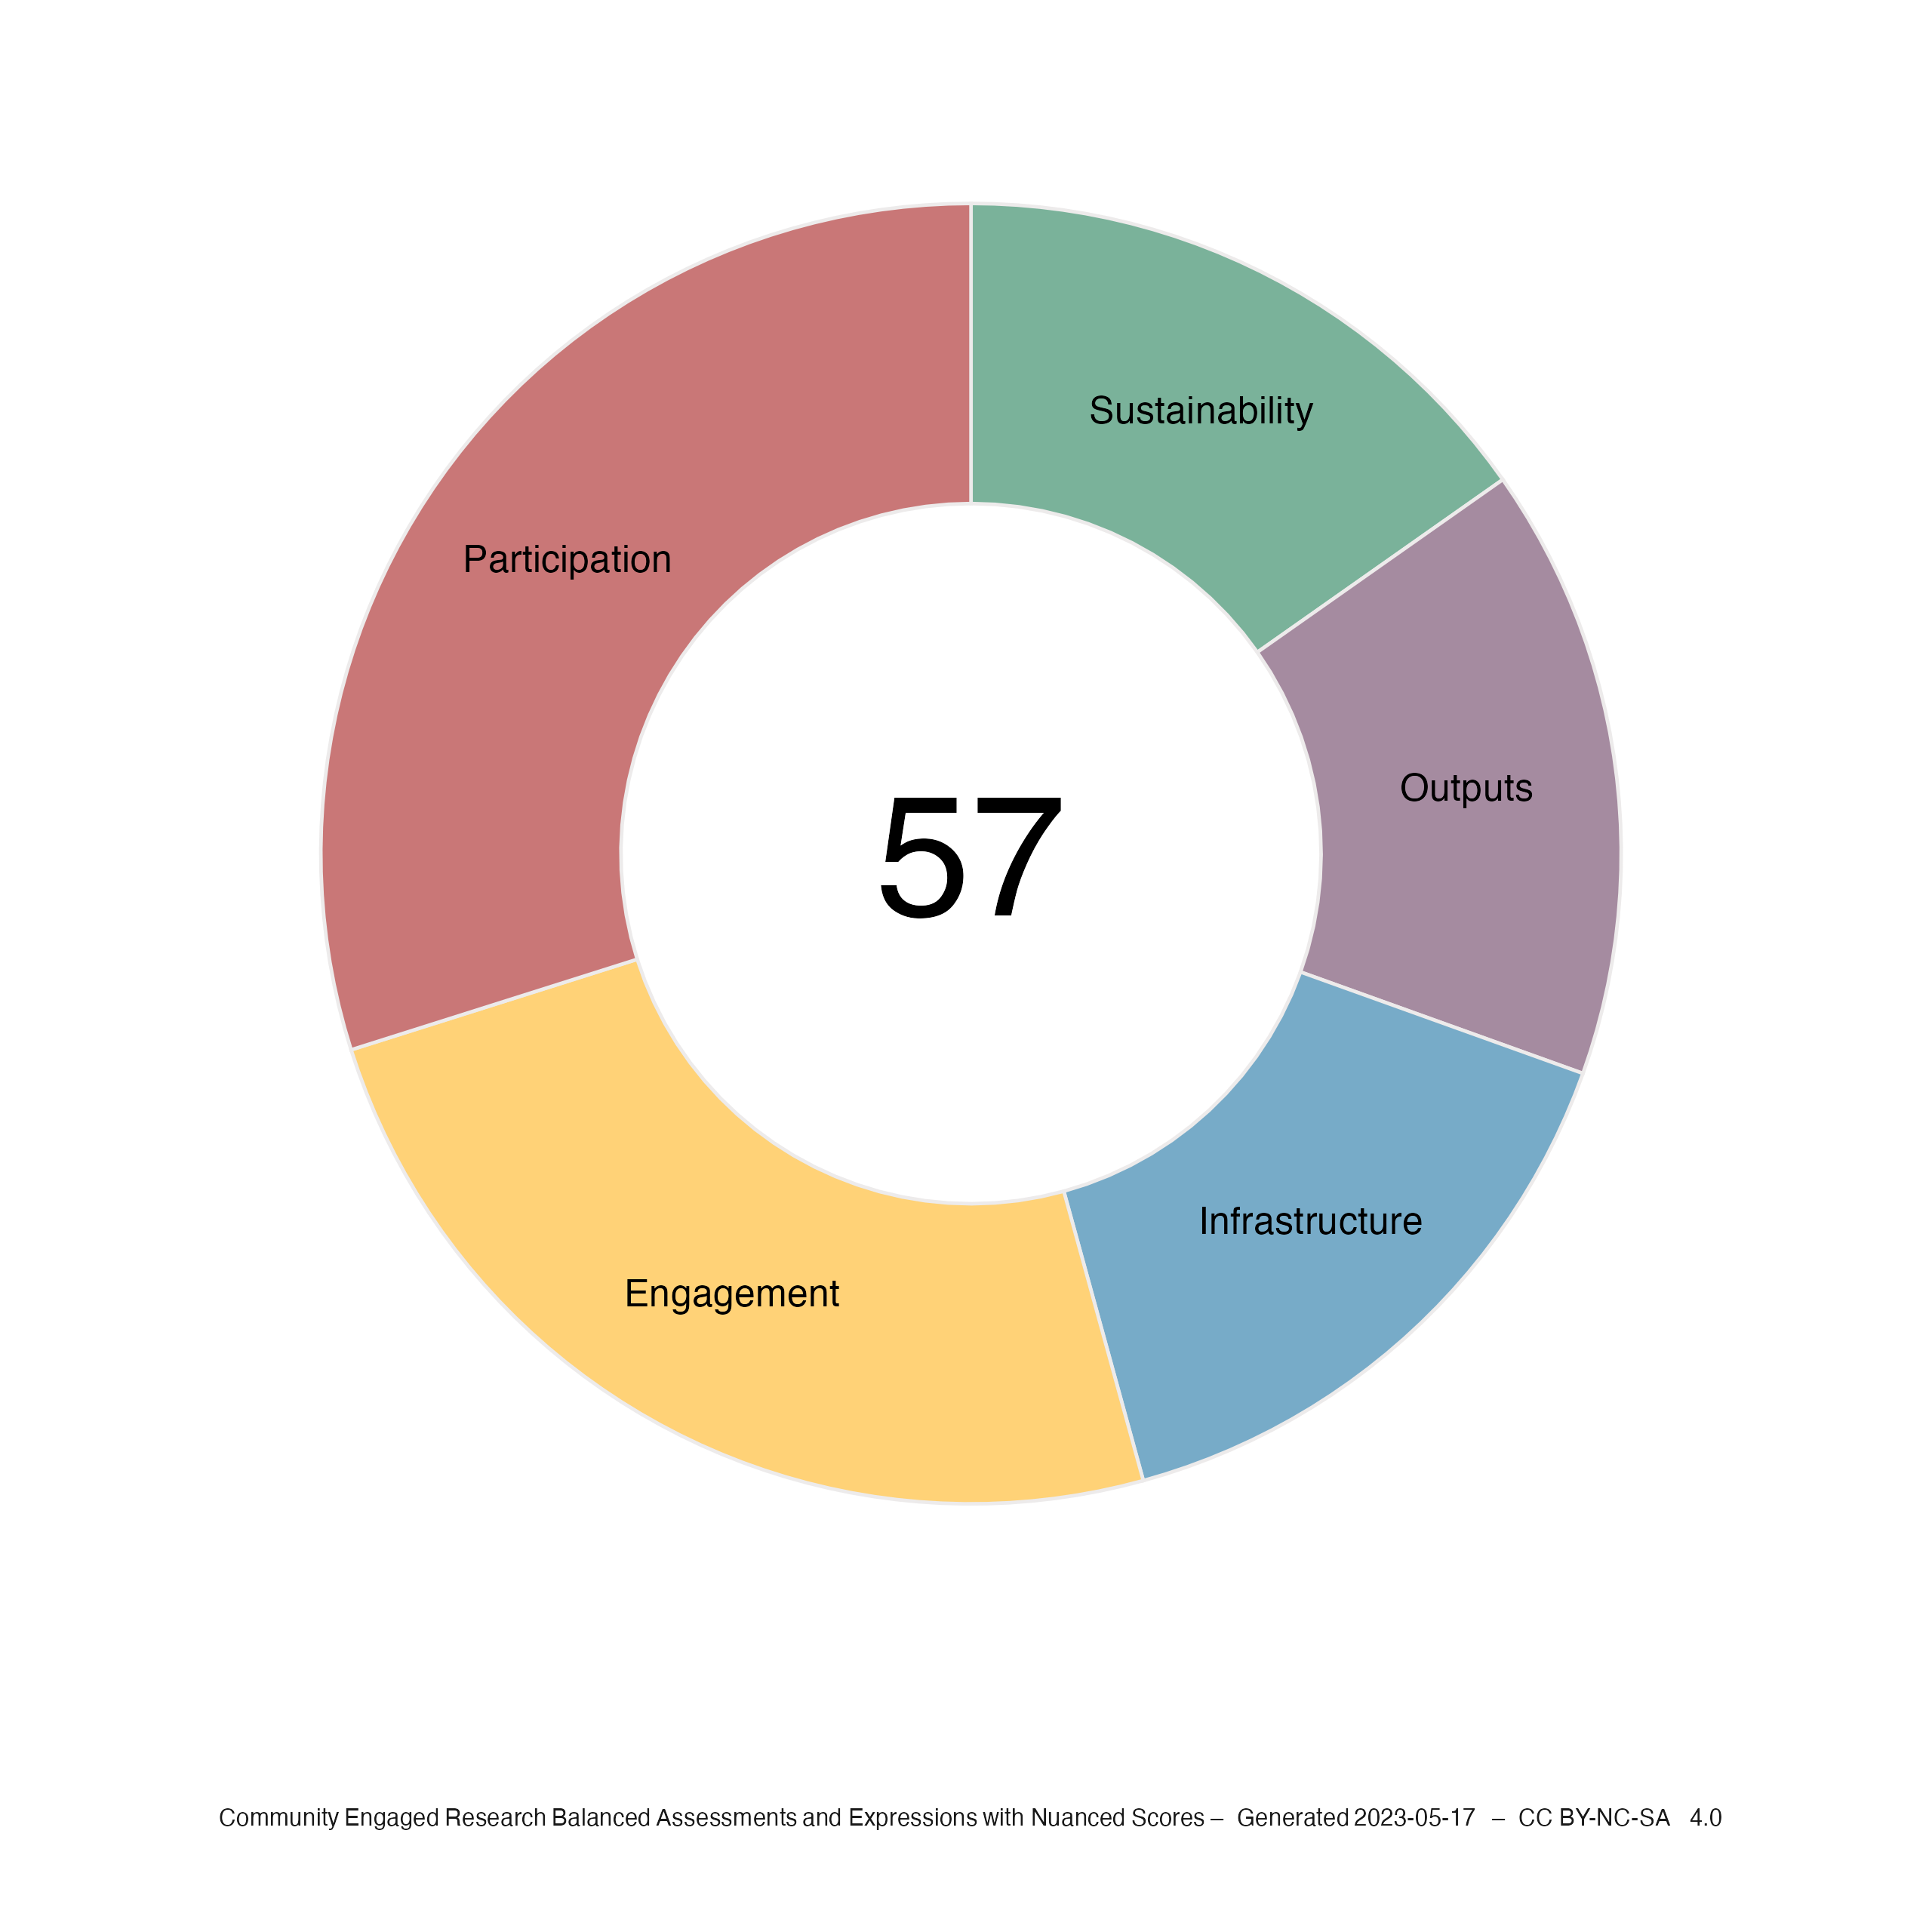 Sustainability
Participation
Outputs
57
Infrastructure
Engagement
Community Engaged Research Balanced Assessments and Expressions with Nuanced Scores – Generated 2023-05-17 – CC BY-NC-SA 4.0